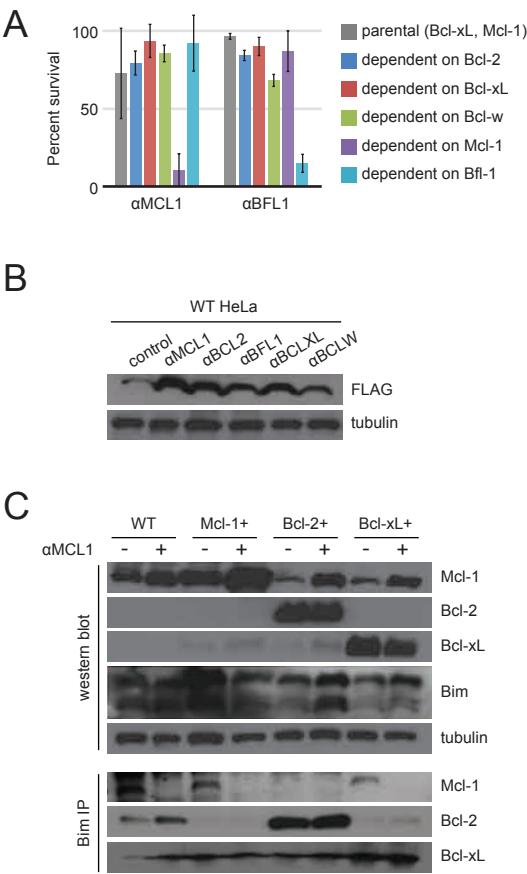 A
Percent survival
100
50
0
αMCL1
αBFL1
parental (Bcl-xL, Mcl-1)
dependent on Bcl-2
dependent on Bcl-xL
dependent on Bcl-w
dependent on Mcl-1
dependent on Bfl-1
B
WT HeLa
control αMCL1 αBCL2 αBFL1 αBCLXL αBCLW
FLAG
tubulin
C
WT Mcl-1+ Bcl-2+ Bcl-xL+
αMCL1 - + - + - + - +
western blot
Mcl-1
Bcl-2
Bcl-xL
Bim
tubulin
Bim IP
Mcl-1
Bcl-2
Bcl-xL